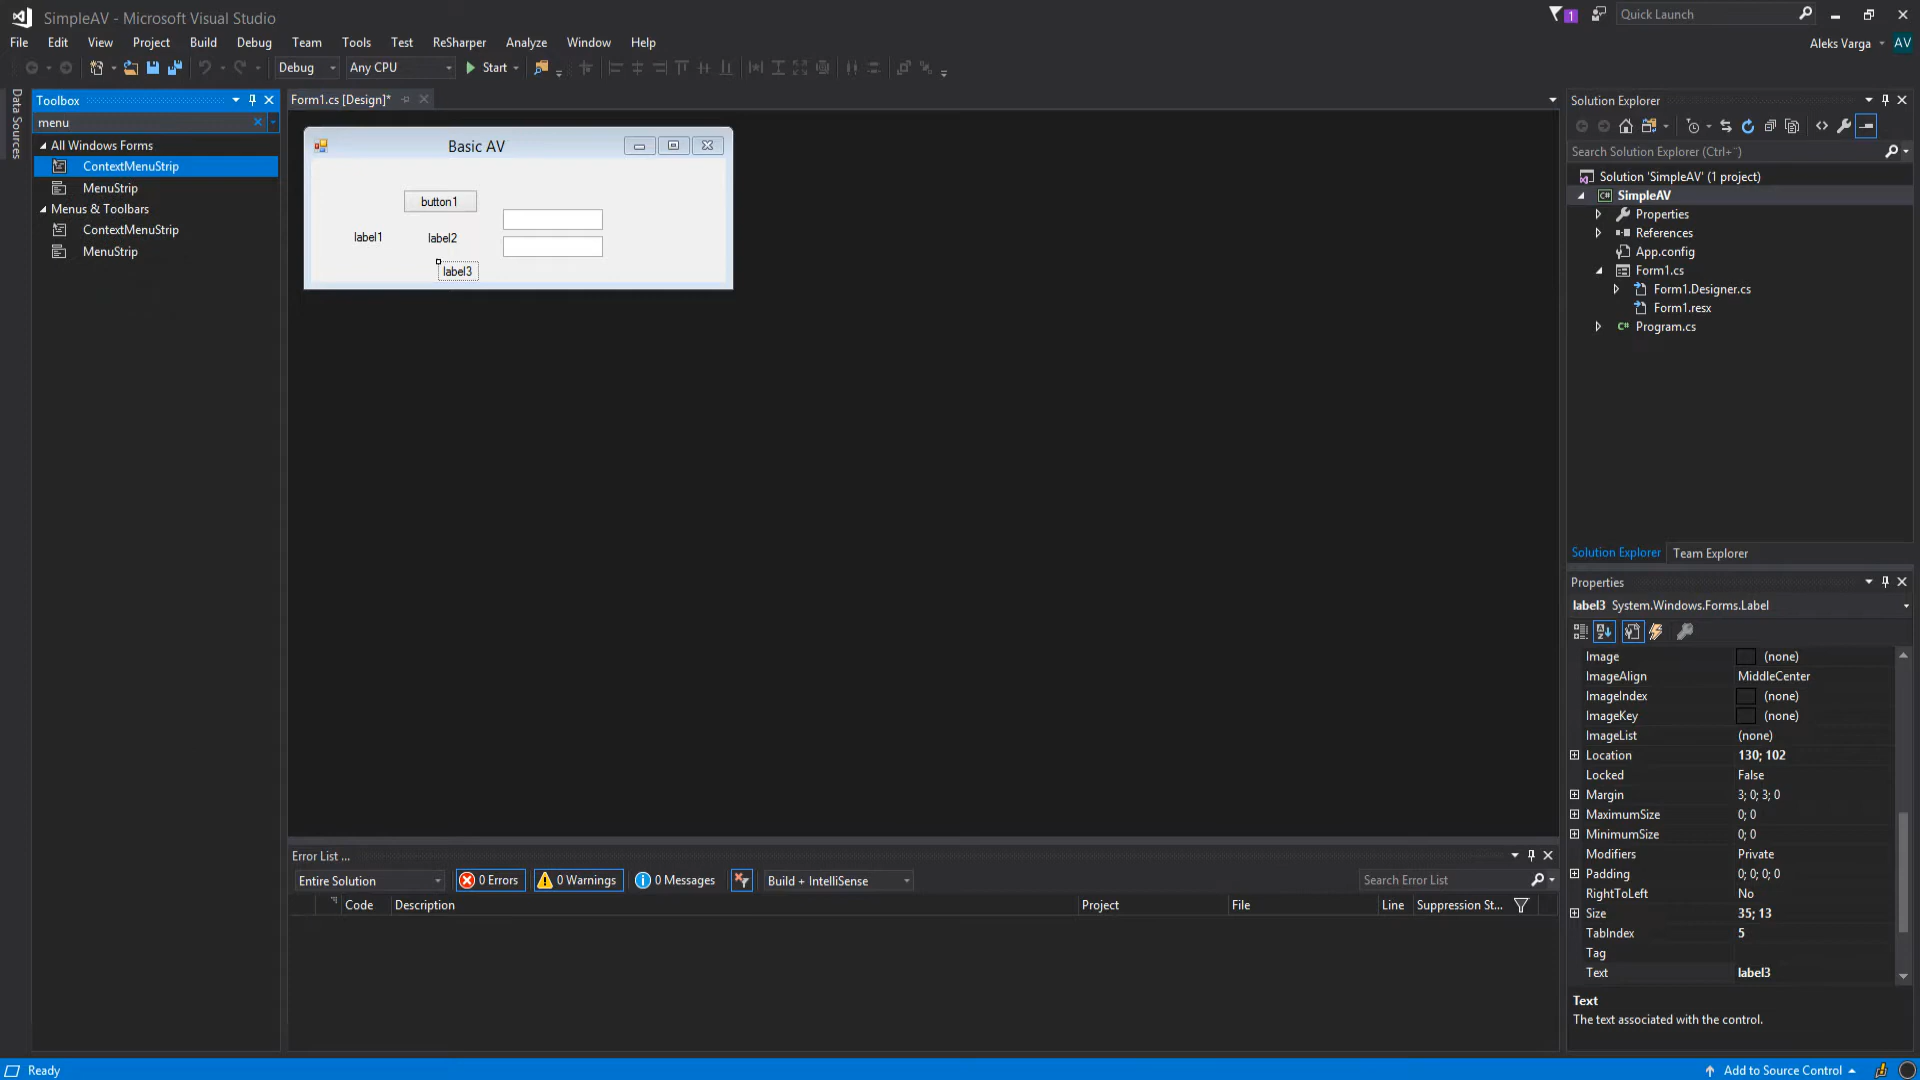 SimpleAV - Microsoft Visual Studio
1
Quick Launch
File Edit View Project Build Debug Team Tools Test ReSharper Analyze Window Help
Aleks Varga AV
Debug Any CPU Start
Data Sources
Toolbox
menu
All Windows Forms
ContextMenuStrip
MenuStrip
Menus & Toolbars
ContextMenuStrip
MenuStrip
Form1.cs [Design]*
Basic AV
button1
label1
label2
label3
Error List ...
Entire Solution
0 Errors
0 Warnings
0 Messages
Build + IntelliSense
Search Error List
Code Description Project File Line Suppression St...
Solution Explorer
Search Solution Explorer (Ctrl+¨)
Solution 'SimpleAV' (1 project)
C# SimpleAV
Properties
References
App.config
Form1.cs
Form1.Designer.cs
Form1.resx
C# Program.cs
Solution Explorer Team Explorer
Properties
label3 System.Windows.Forms.Label
Image (none)
ImageAlign MiddleCenter
ImageIndex (none)
ImageKey (none)
ImageList (none)
Location 130; 102
Locked False
Margin 3; 0; 3; 0
MaximumSize 0; 0
MinimumSize 0; 0
Modifiers Private
Padding 0; 0; 0; 0
RightToLeft No
Size 35; 13
TabIndex 5
Tag
Text label3
Text
The text associated with the control.
Ready
Add to Source Control